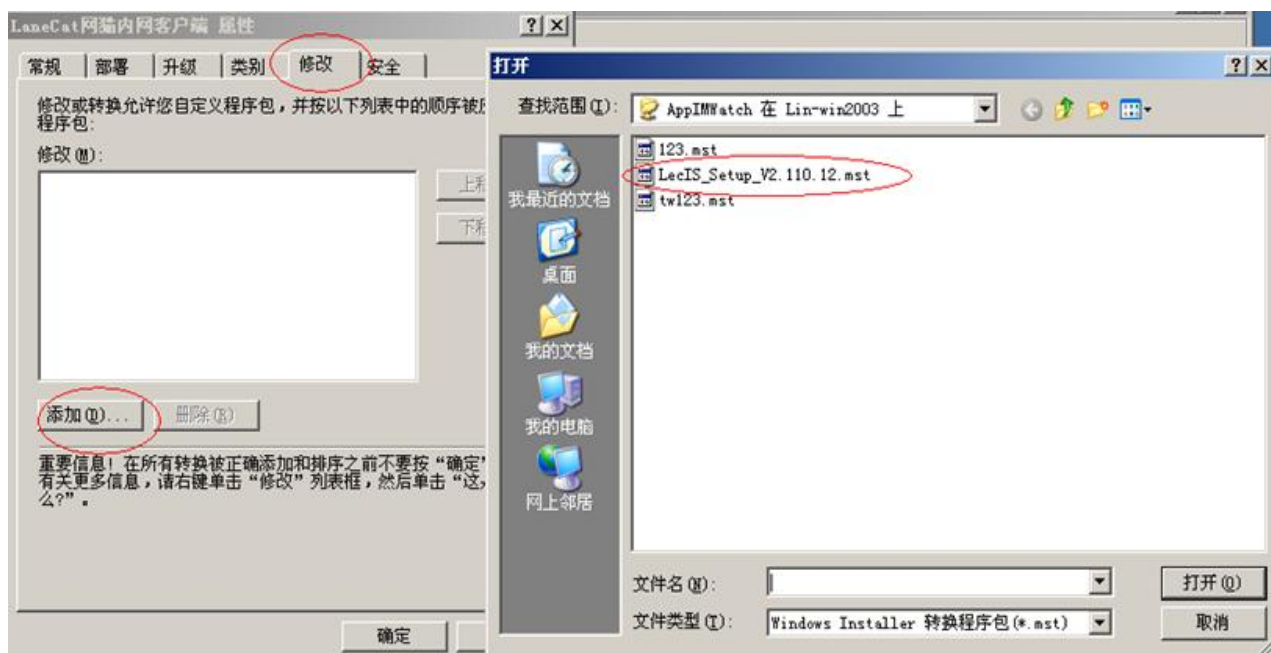 LaneCat网猫内网客户端 属性
常规 部署 升级 类别 修改 安全
修改或转换允许您自定义程序包，并按以下列表中的顺序被
程序包:
修改(M):
上
下
添加(D)... 删除(R)
重要信息！在所有转换被正确添加和排序之前不要按“确定”
有关更多信息，请右键单击“修改”列表框，然后单击“这
么?”。
确定
打开
查找范围(I): AppIMWatch 在 Lin-win2003 上
123.mst
LecIS_Setup_V2.110.12.mst
tw123.mst
我最近的文档
桌面
我的文档
我的电脑
网上邻居
文件名(N): 打开(O)
文件类型(T): Windows Installer 转换程序包(*.mst) 取消